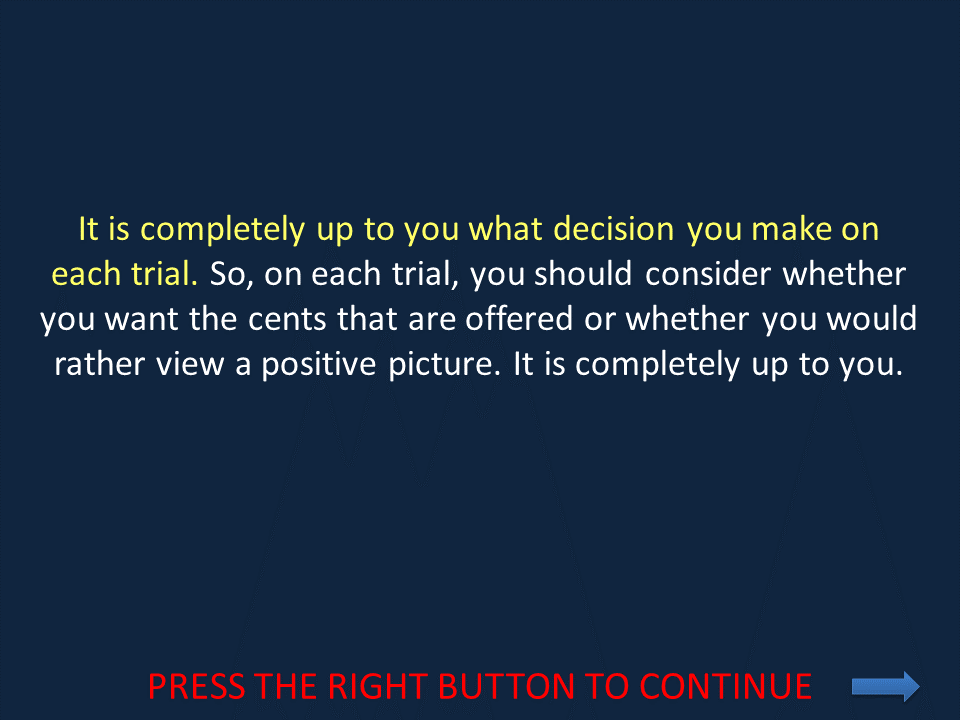 It is completely up to you what decision you make on
each trial. So, on each trial, you should consider whether
you want the cents that are offered or whether you would
rather view a positive picture. It is completely up to you.
PRESS THE RIGHT BUTTON TO CONTINUE